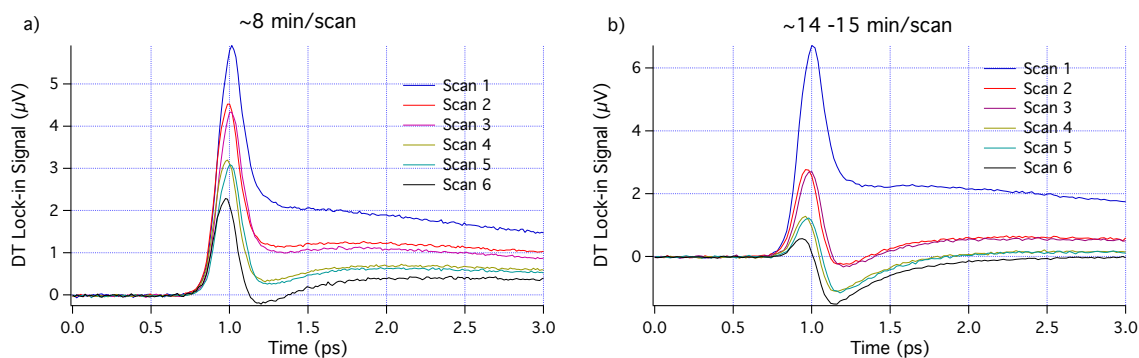 a)
~8 min/scan
DT Lock-in Signal (µV)
5
4
3
2
1
0
0.0 0.5 1.0 1.5 2.0 2.5 3.0
Time (ps)
Scan 1
Scan 2
Scan 3
Scan 4
Scan 5
Scan 6
b)
~14 -15 min/scan
DT Lock-in Signal (µV)
6
4
2
0
0.0 0.5 1.0 1.5 2.0 2.5 3.0
Time (ps)
Scan 1
Scan 2
Scan 3
Scan 4
Scan 5
Scan 6